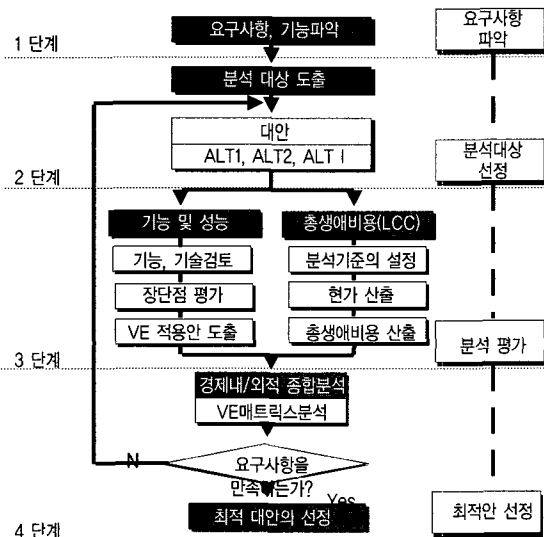 요구사항, 기능파악
요구사항
파악
1 단계
분석 대상 도출
대안
ALT1, ALT2, ALT I
분석대상
선정
2 단계
기능 및 성능
총생애비용(LCC)
기능, 기술검토
분석기준의 설정
장단점 평가
현가 산출
VE 적용안 도출
총생애비용 산출
분석 평가
3 단계
경제내/외적 종합분석
VE매트릭스분석
N
요구사항을
만족하는가?
Yes
최적 대안의 선정
최적안 선정
4 단계